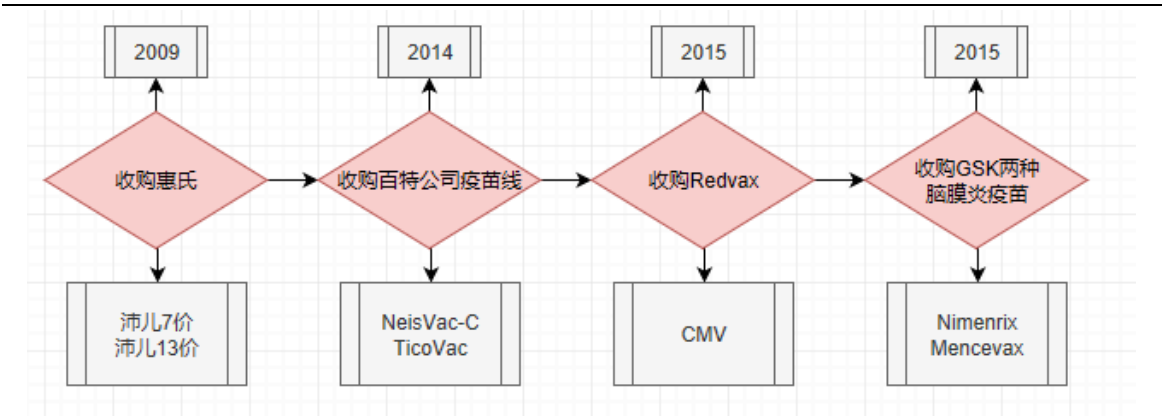 2009
2014
2015
2015
收购惠氏
收购百特公司疫苗线
收购Redvax
收购GSK两种
脑膜炎疫苗
沛儿7价
沛儿13价
NeisVac-C
TicoVac
CMV
Nimenrix
Mencevax